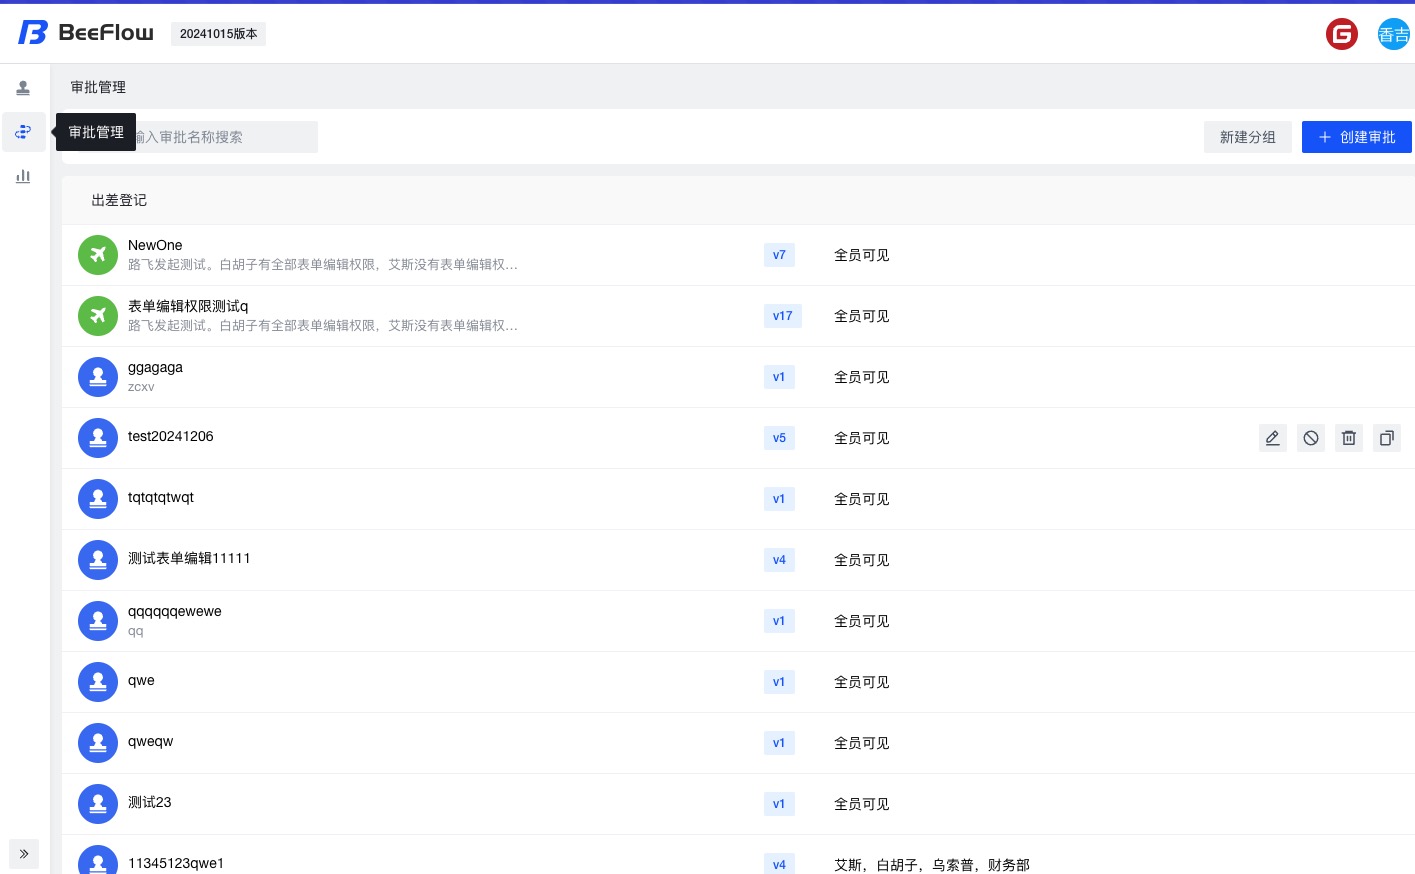 BeeFlow
20241015版本
香吉
审批管理
审批管理
输入审批名称搜索
新建分组
创建审批
出差登记
NewOne
路飞发起测试。白胡子有全部表单编辑权限，艾斯没有表单编辑权...
v7
全员可见
表单编辑权限测试q
路飞发起测试。白胡子有全部表单编辑权限，艾斯没有表单编辑权...
v17
全员可见
ggagaga
zcxv
v1
全员可见
test20241206
v5
全员可见
tqtqtqtwqt
v1
全员可见
测试表单编辑11111
v4
全员可见
qqqqqqewewe
qq
v1
全员可见
qwe
v1
全员可见
qweqw
v1
全员可见
测试23
v1
全员可见
11345123qwe1
v4
艾斯，白胡子，乌索普，财务部